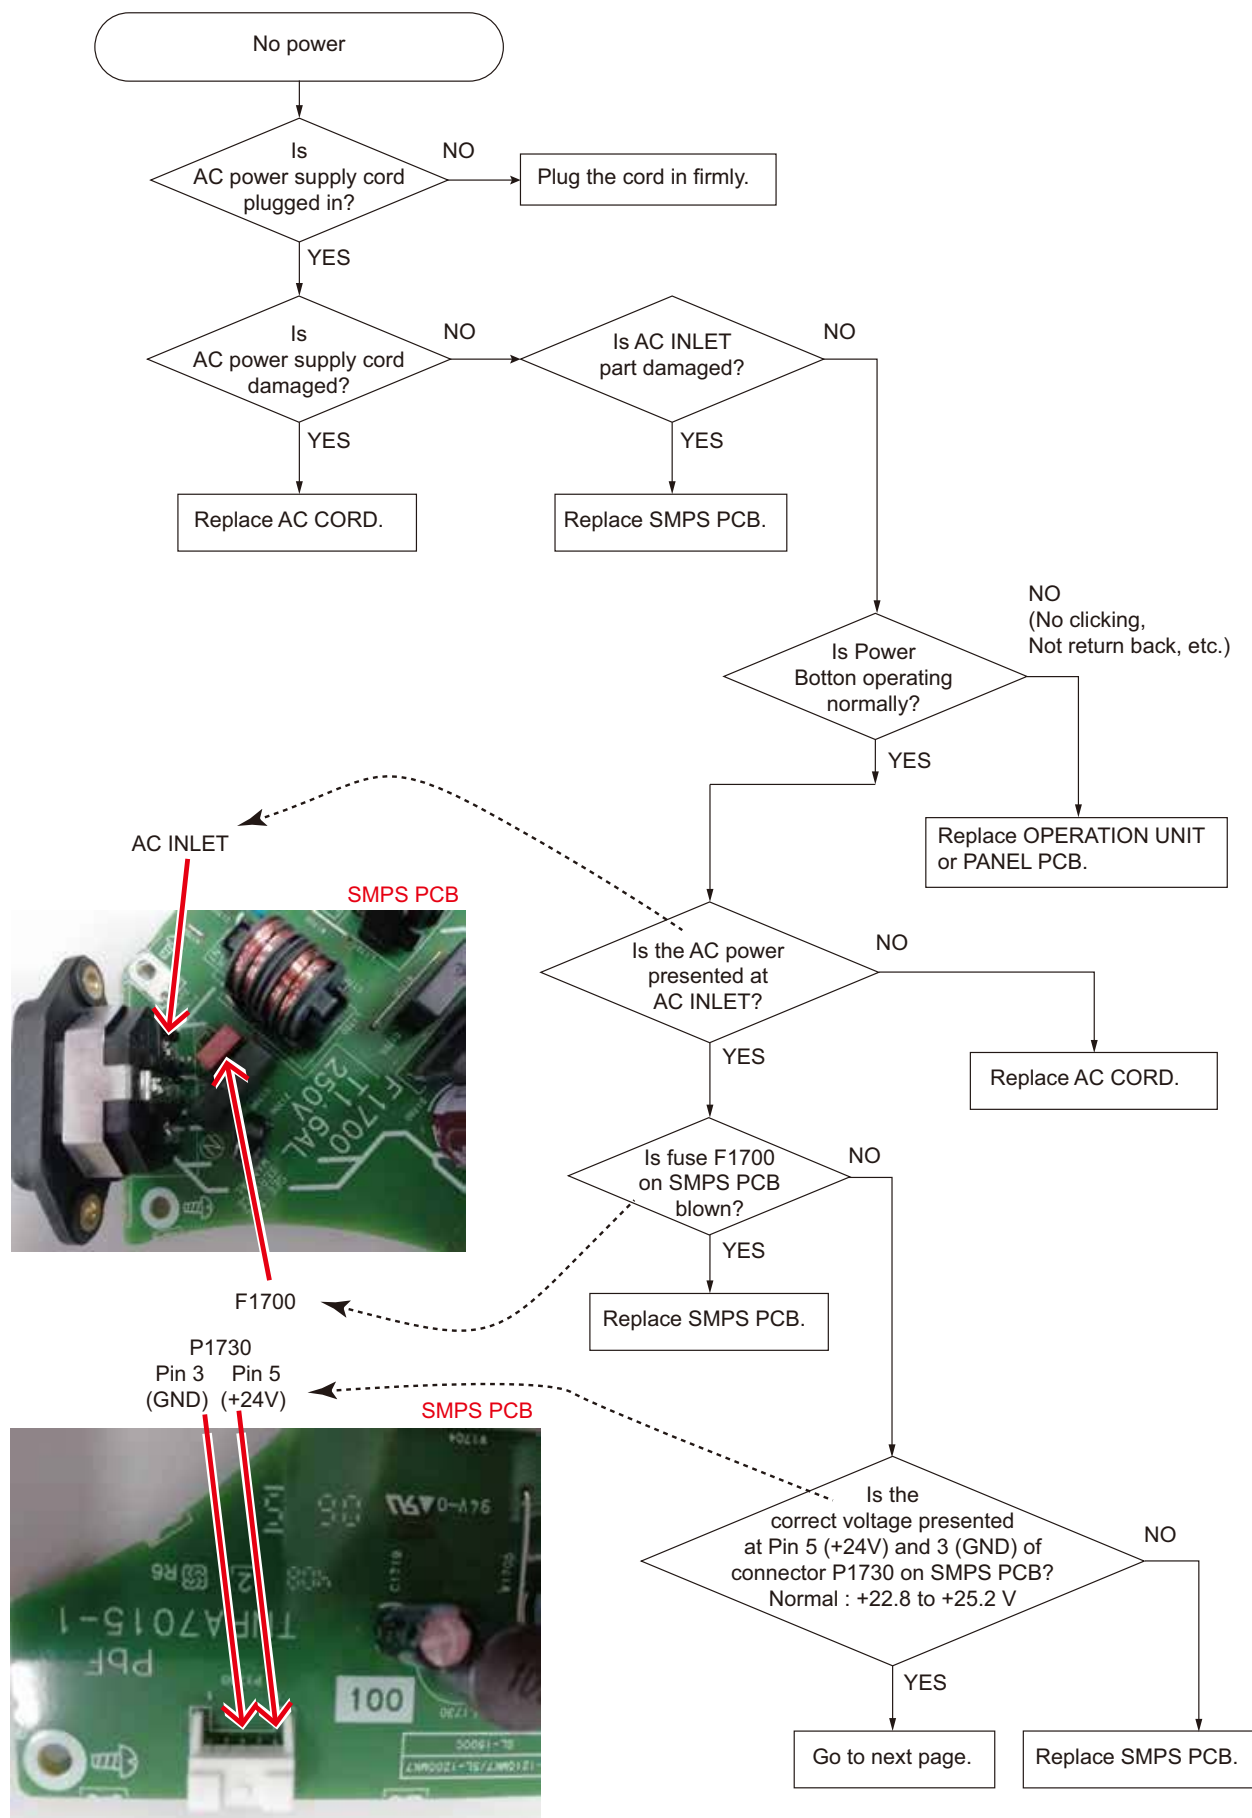 No power
Is
AC power supply cord
plugged in?
NO
Plug the cord in firmly.
YES
Is
AC power supply cord
damaged?
NO
Is AC INLET
part damaged?
NO
YES
YES
Replace AC CORD.
Replace SMPS PCB.
NO
(No clicking,
Not return back, etc.)
Is Power
Botton operating
normally?
YES
Replace OPERATION UNIT
or PANEL PCB.
AC INLET
SMPS PCB
Is the AC power
presented at
AC INLET?
NO
YES
Replace AC CORD.
F1700
T1.6AL
250V
Is fuse F1700
on SMPS PCB
blown?
NO
YES
Replace SMPS PCB.
F1700
P1730
Pin 3 Pin 5
(GND) (+24V)
SMPS PCB
Is the
correct voltage presented
at Pin 5 (+24V) and 3 (GND) of
connector P1730 on SMPS PCB?
Normal : +22.8 to +25.2 V
NO
YES
94V-0
R6
2
PbF
100
Go to next page.
Replace SMPS PCB.